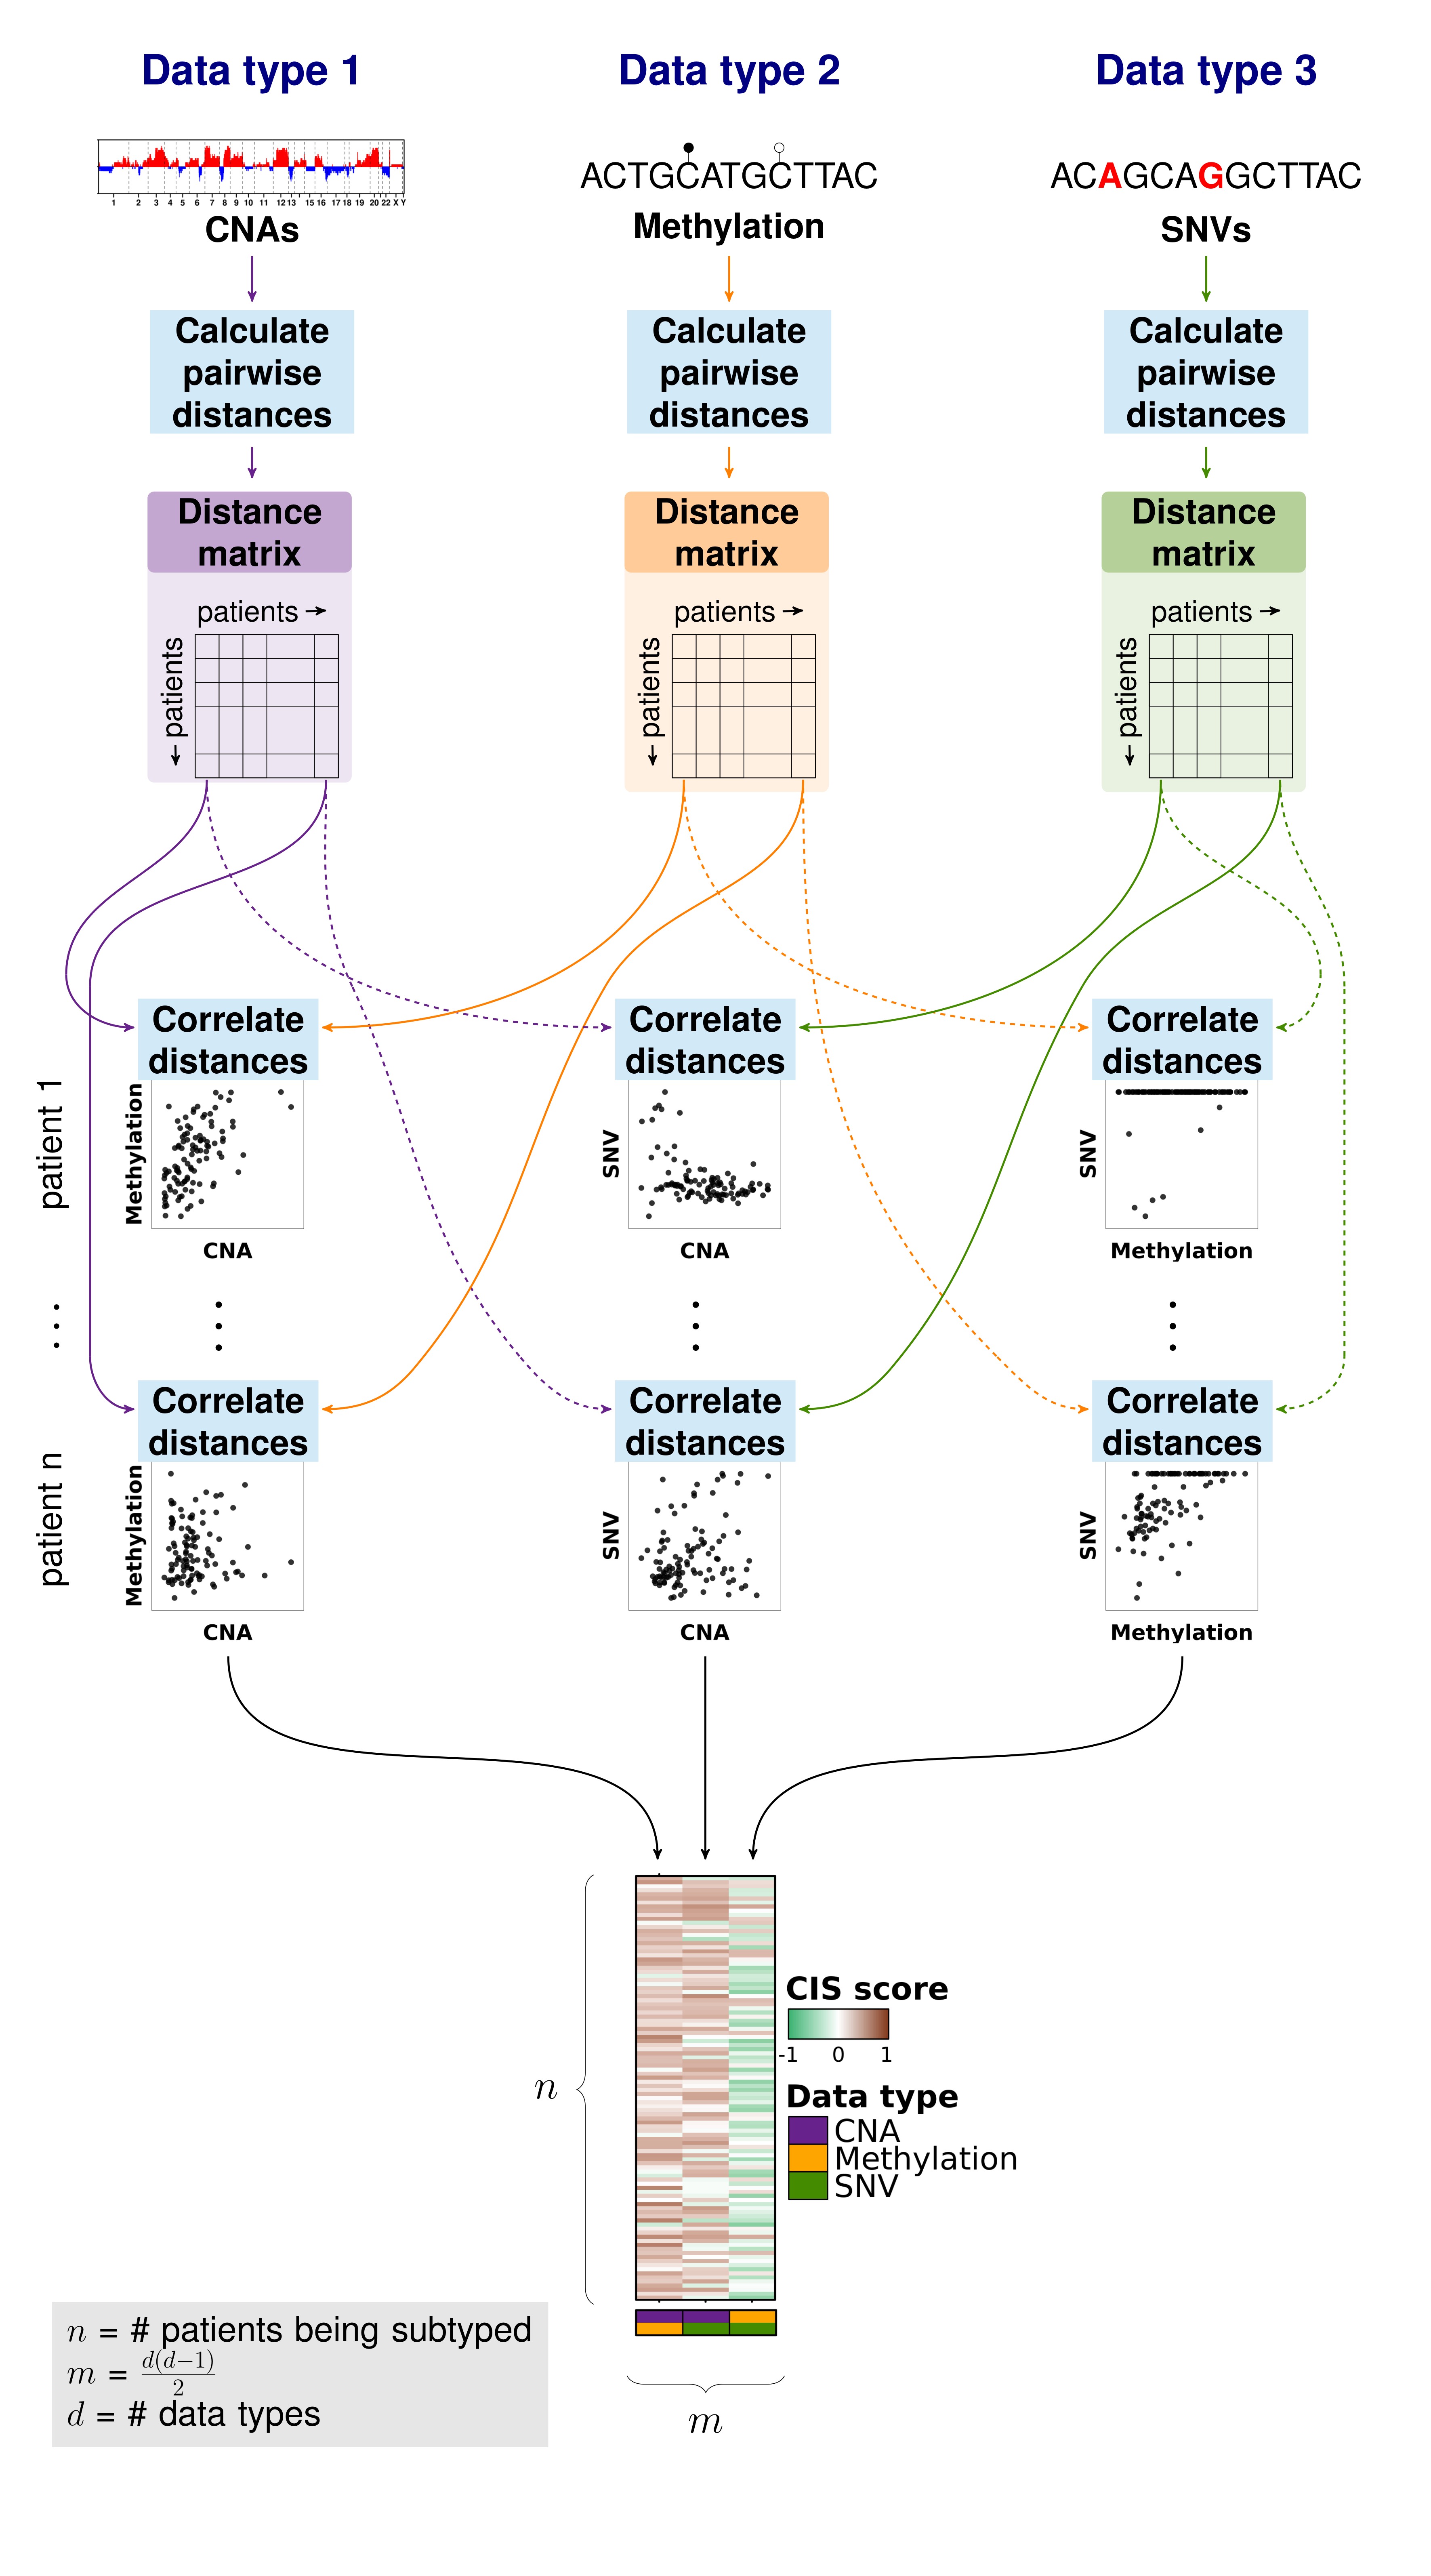 Data type 1
Data type 2
Data type 3
1 2 3 4 5 6 7 8 9 10 11 12 13 14 15 16 17 18 19 20 22 X Y
ACTGCATGCTTAC
ACAGCAGGCTTAC
CNAs
Methylation
SNVs
Calculate
pairwise
distances
Calculate
pairwise
distances
Calculate
pairwise
distances
Distance
matrix
Distance
matrix
Distance
matrix
patients →
← patients
patients →
← patients
patients →
← patients
patient 1
Correlate
distances
Methylation
CNA
Correlate
distances
SNV
CNA
Correlate
distances
SNV
Methylation
patient n
Correlate
distances
Methylation
CNA
Correlate
distances
SNV
CNA
Correlate
distances
SNV
Methylation
n
CIS score
-1 0 1
Data type
CNA
Methylation
SNV
m
n = # patients being subtyped
m = d(d−1)/2
d = # data types